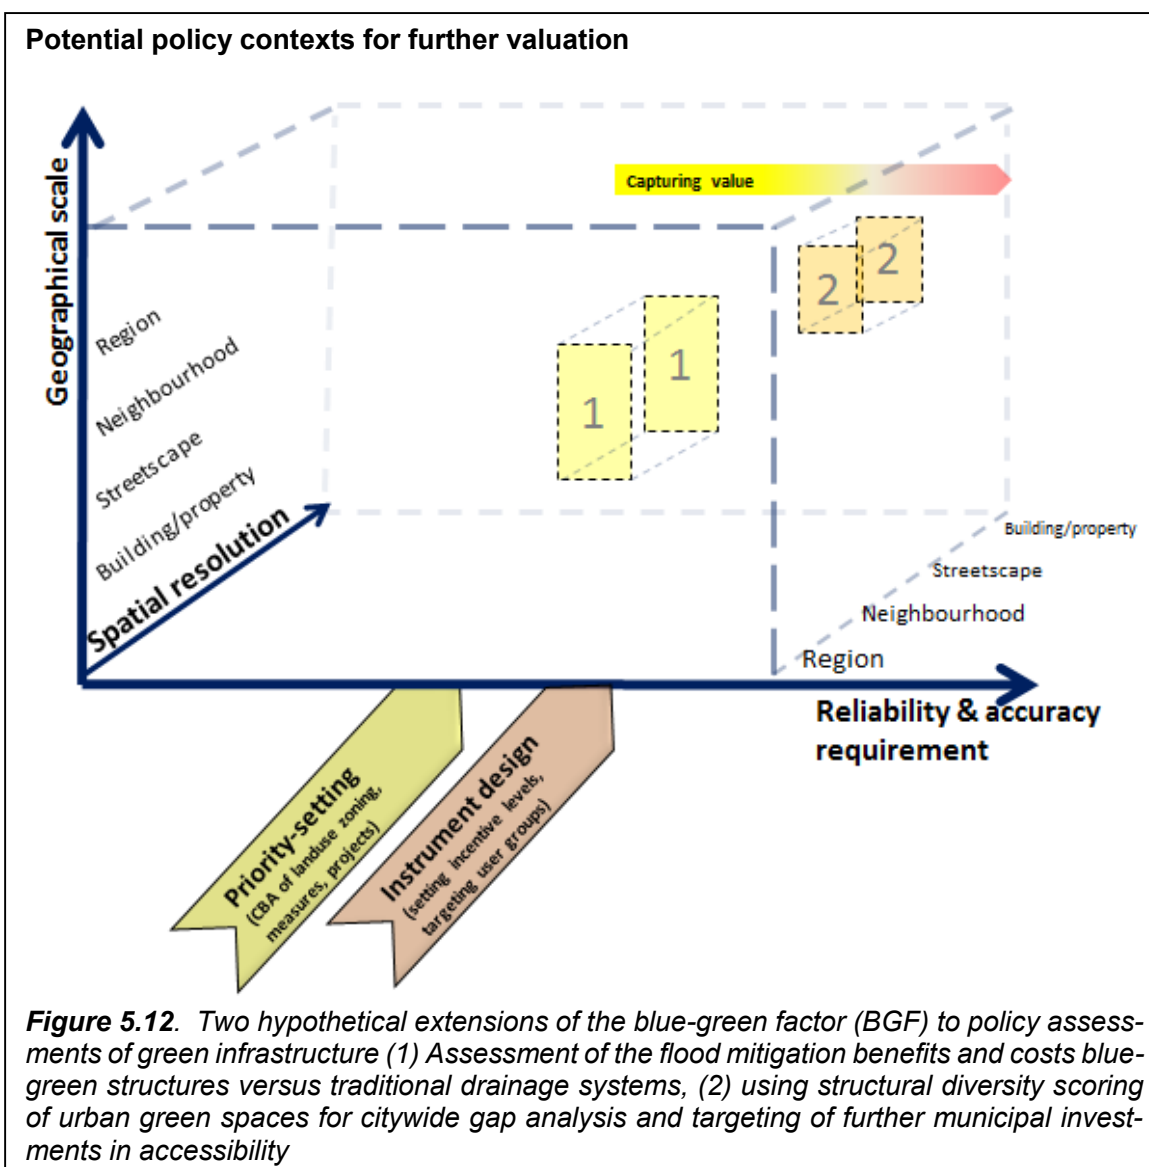 Potential policy contexts for further valuation
Geographical scale
Capturing value
Region
Neighbourhood
Streetscape
Building/property
Spatial resolution
1
1
2
2
Building/property
Streetscape
Neighbourhood
Region
Reliability & accuracy
requirement
Priority-setting
(CBA of landuse zoning,
measures, projects)
Instrument design
(setting incentive levels,
targeting user groups)
Figure 5.12. Two hypothetical extensions of the blue-green factor (BGF) to policy assess-
ments of green infrastructure (1) Assessment of the flood mitigation benefits and costs blue-
green structures versus traditional drainage systems, (2) using structural diversity scoring
of urban green spaces for citywide gap analysis and targeting of further municipal invest-
ments in accessibility